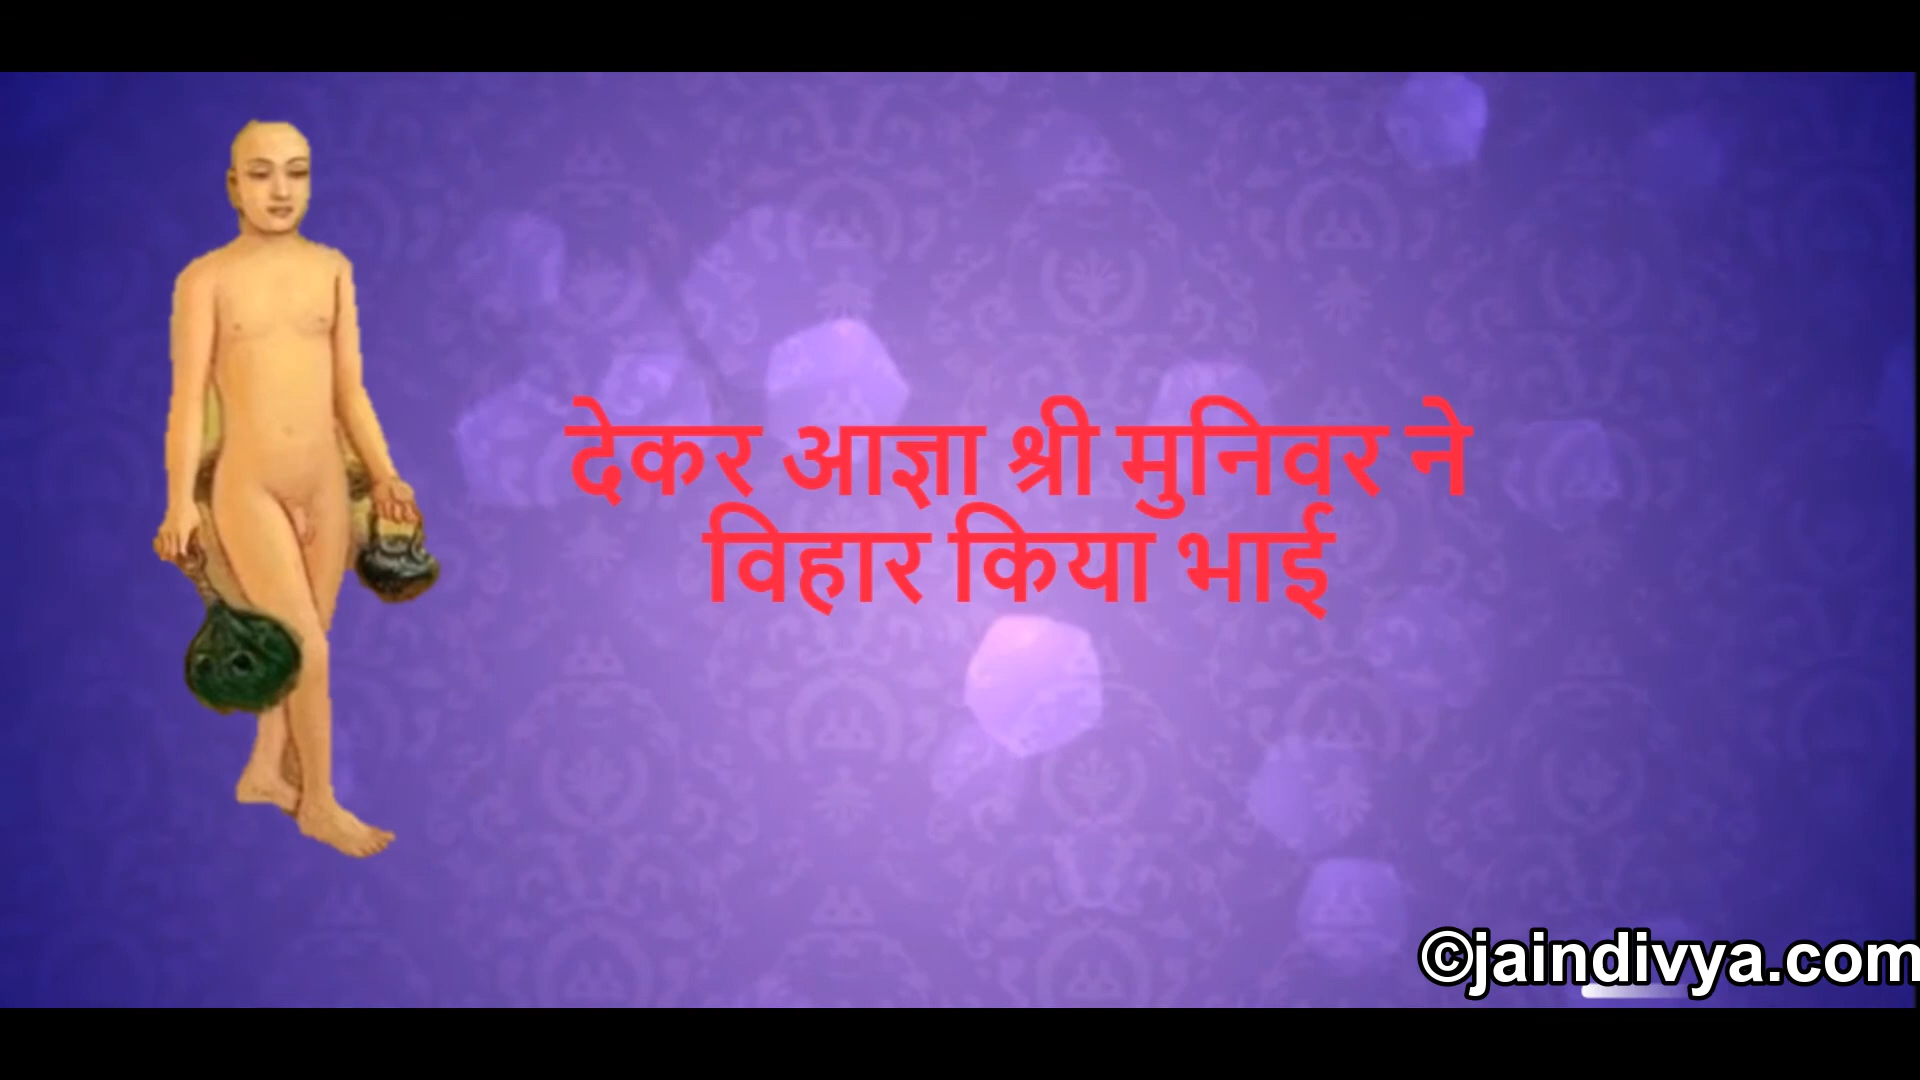 देकर आज्ञा श्री मुनिवर ने
विहार किया भाई
©jaindivya.com